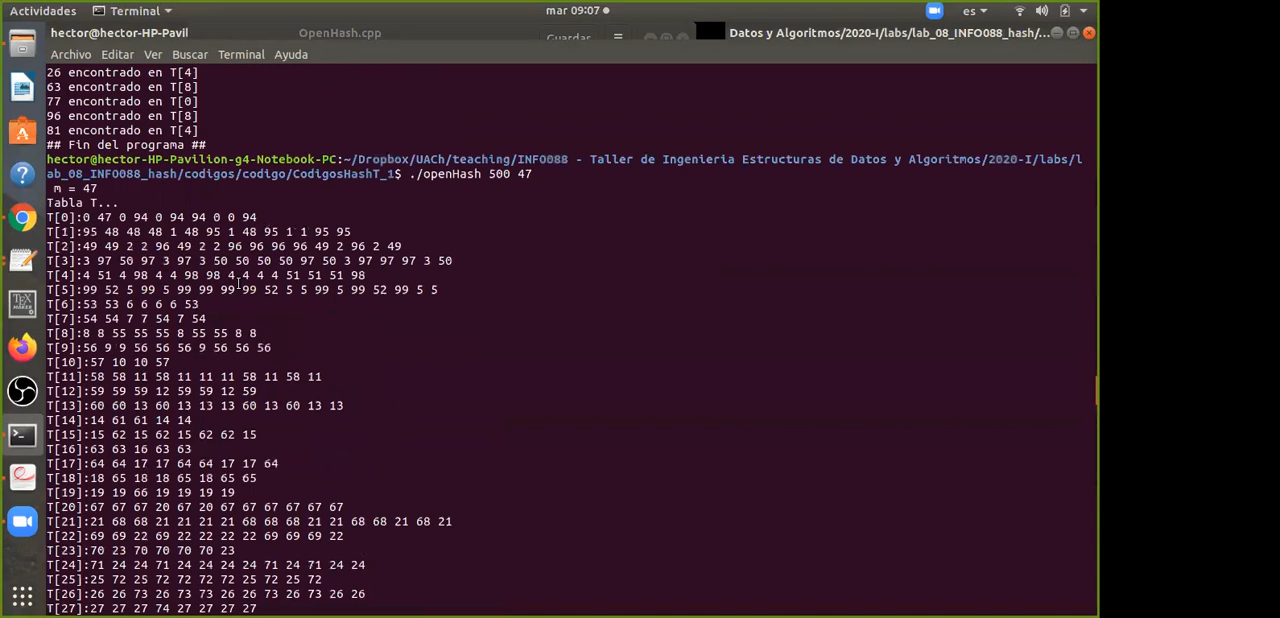 Actividades Terminal mar 09:07 es
hector@hector-HP-Pavil OpenHash.cpp Guardar Datos y Algoritmos/2020-I/labs/lab_08_INFO088_hash/...
Archivo Editar Ver Buscar Terminal Ayuda
26 encontrado en T[4]
63 encontrado en T[8]
77 encontrado en T[0]
96 encontrado en T[8]
81 encontrado en T[4]
## Fin del programa ##
hector@hector-HP-Pavilion-g4-Notebook-PC:~/Dropbox/UACh/teaching/INFO088 - Taller de Ingenieria Estructuras de Datos y Algoritmos/2020-I/labs/l
ab_08_INFO088_hash/codigos/codigo/CodigosHashT_1$ ./openHash 500 47
m = 47
Tabla T...
T[0]:0 47 0 94 0 94 94 0 0 94
T[1]:95 48 48 48 1 48 95 1 48 95 1 1 95 95
T[2]:49 49 2 2 96 49 2 2 96 96 96 96 49 2 96 2 49
T[3]:3 97 50 97 3 97 3 50 50 50 50 97 50 3 97 97 97 3 50
T[4]:4 51 4 98 4 4 98 98 4 4 4 4 51 51 51 98
T[5]:99 52 5 99 5 99 99 99 99 52 5 5 99 5 99 52 99 5 5
T[6]:53 53 6 6 6 6 53
T[7]:54 54 7 7 54 7 54
T[8]:8 8 55 55 55 8 55 55 8 8
T[9]:56 9 9 56 56 56 9 56 56 56
T[10]:57 10 10 57
T[11]:58 58 11 58 11 11 11 58 11 58 11
T[12]:59 59 59 12 59 59 12 59
T[13]:60 60 13 60 13 13 13 60 13 60 13 13
T[14]:14 61 61 14 14
T[15]:15 62 15 62 15 62 62 15
T[16]:63 63 16 63 63
T[17]:64 64 17 17 64 64 17 17 64
T[18]:18 65 18 18 65 18 65 65
T[19]:19 19 66 19 19 19 19
T[20]:67 67 67 20 67 20 67 67 67 67 67 67
T[21]:21 68 68 21 21 21 21 68 68 68 21 21 68 68 21 68 21
T[22]:69 69 22 69 22 22 22 22 69 69 69 22
T[23]:70 23 70 70 70 70 23
T[24]:71 24 24 71 24 24 24 24 71 24 71 24 24
T[25]:25 72 25 72 72 72 72 25 72 25 72
T[26]:26 26 73 26 73 73 26 26 73 26 73 26 26
T[27]:27 27 27 74 27 27 27 27